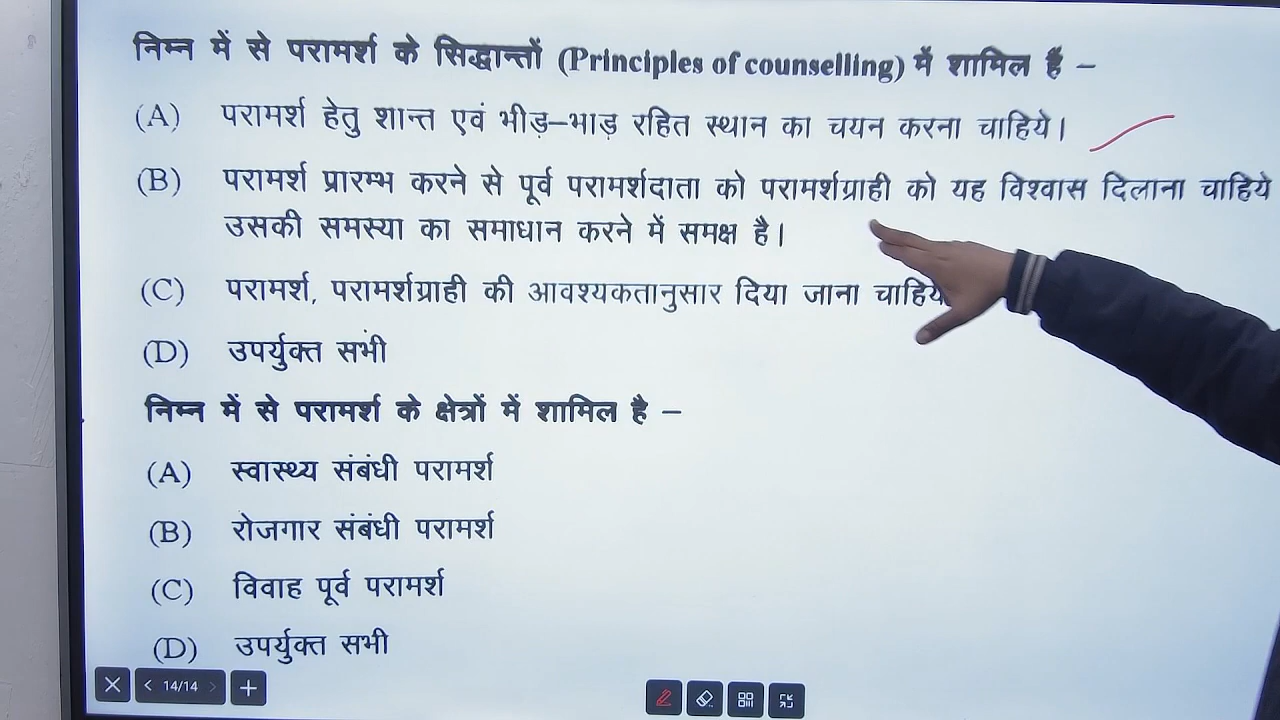 निम्न में से परामर्श के सिद्धान्तों (Principles of counselling) में शामिल हैं –
(A) परामर्श हेतु शान्त एवं भीड़–भाड़ रहित स्थान का चयन करना चाहिये।
(B) परामर्श प्रारम्भ करने से पूर्व परामर्शदाता को परामर्शग्राही को यह विश्वास दिलाना चाहिये
उसकी समस्या का समाधान करने में समक्ष है।
(C) परामर्श, परामर्शग्राही की आवश्यकतानुसार दिया जाना चाहिये
(D) उपर्युक्त सभी
निम्न में से परामर्श के क्षेत्रों में शामिल है –
(A) स्वास्थ्य संबंधी परामर्श
(B) रोजगार संबंधी परामर्श
(C) विवाह पूर्व परामर्श
(D) उपर्युक्त सभी
14/14